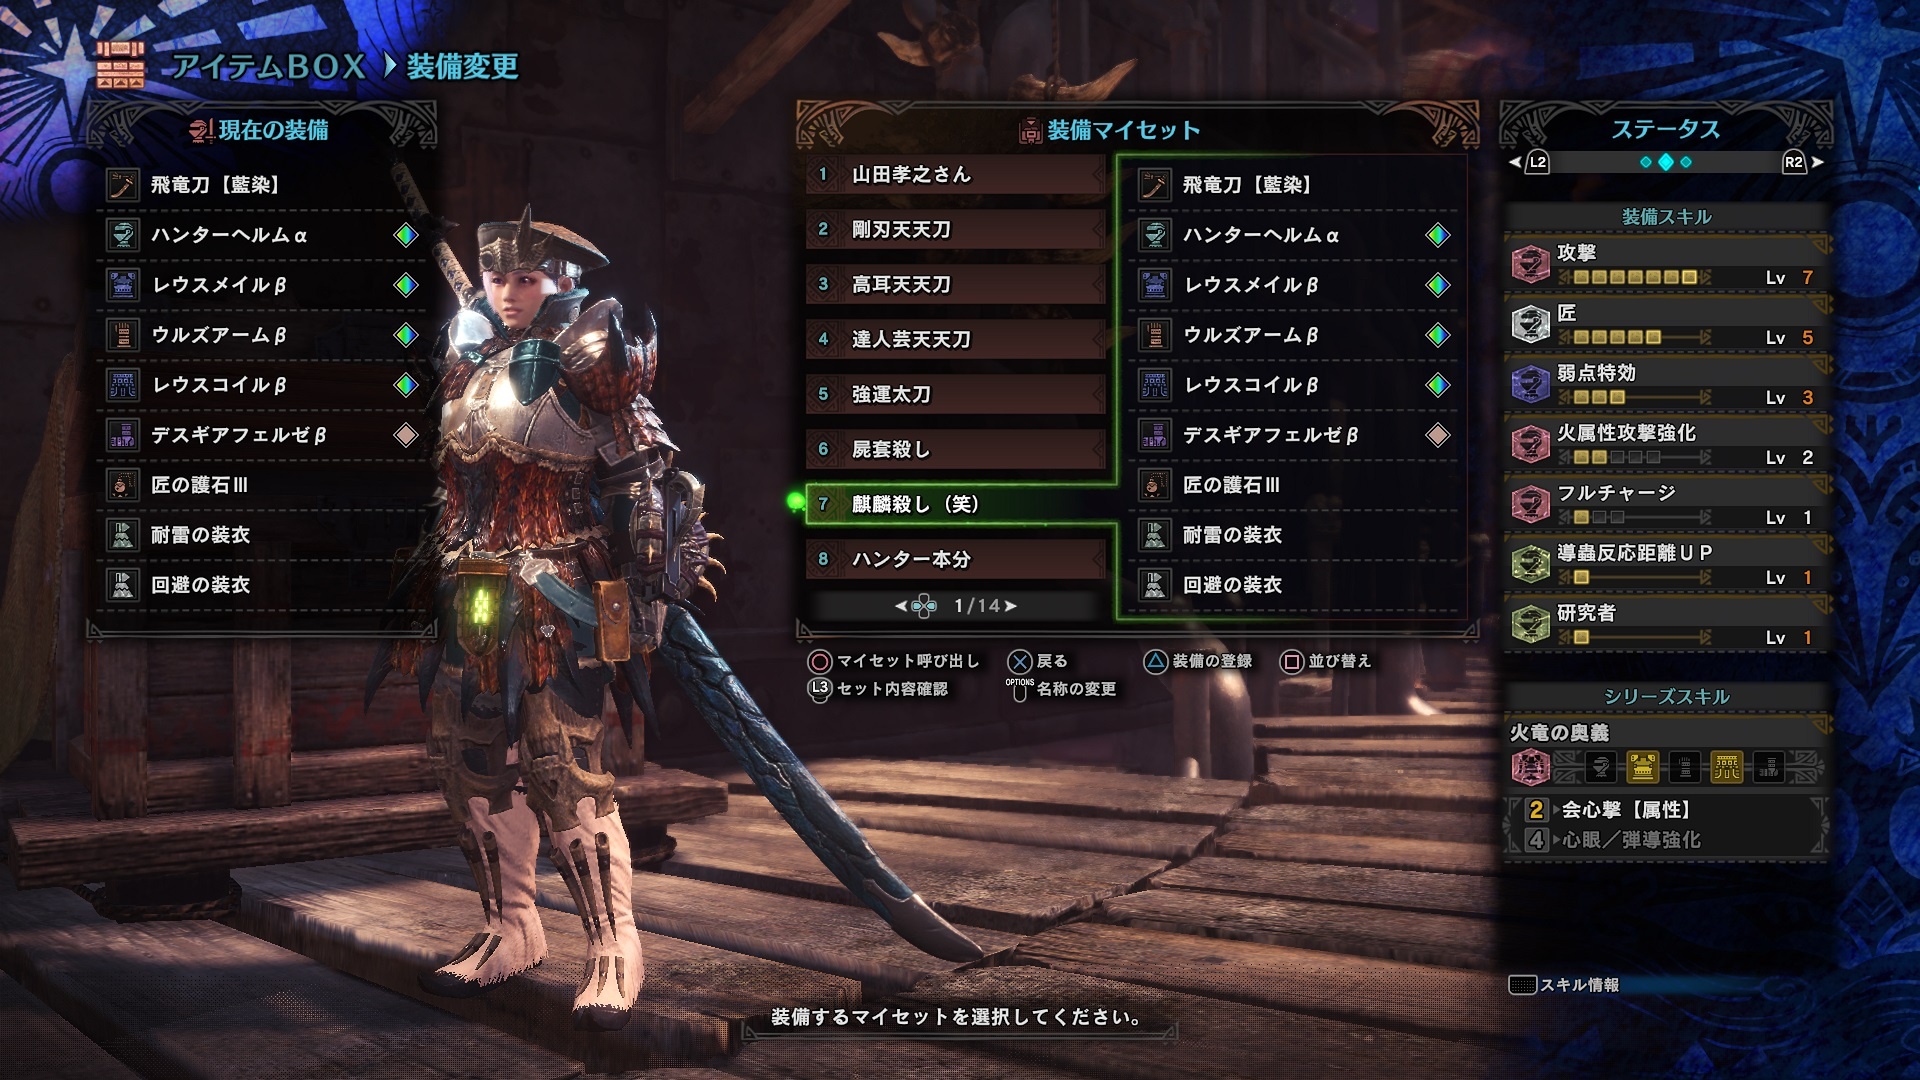 アイテムBOX 装備変更
現在の装備
飛竜刀【藍染】
ハンターヘルムα
レウスメイルβ
ウルズアームβ
レウスコイルβ
デスギアフェルゼβ
匠の護石Ⅲ
耐雷の装衣
回避の装衣
装備マイセット
1 山田孝之さん
2 剛刃天天刀
3 高耳天天刀
4 達人芸天天刀
5 強運太刀
6 屍套殺し
7 麒麟殺し（笑）
8 ハンター本分
1/14
飛竜刀【藍染】
ハンターヘルムα
レウスメイルβ
ウルズアームβ
レウスコイルβ
デスギアフェルゼβ
匠の護石Ⅲ
耐雷の装衣
回避の装衣
マイセット呼び出し 戻る 装備の登録 並び替え
L3 セット内容確認 OPTIONS 名称の変更
ステータス
L2 R2
装備スキル
攻撃
Lv 7
匠
Lv 5
弱点特効
Lv 3
火属性攻撃強化
Lv 2
フルチャージ
Lv 1
導蟲反応距離ＵＰ
Lv 1
研究者
Lv 1
シリーズスキル
火竜の奥義
2 会心撃【属性】
4 心眼／弾導強化
スキル情報
装備するマイセットを選択してください。